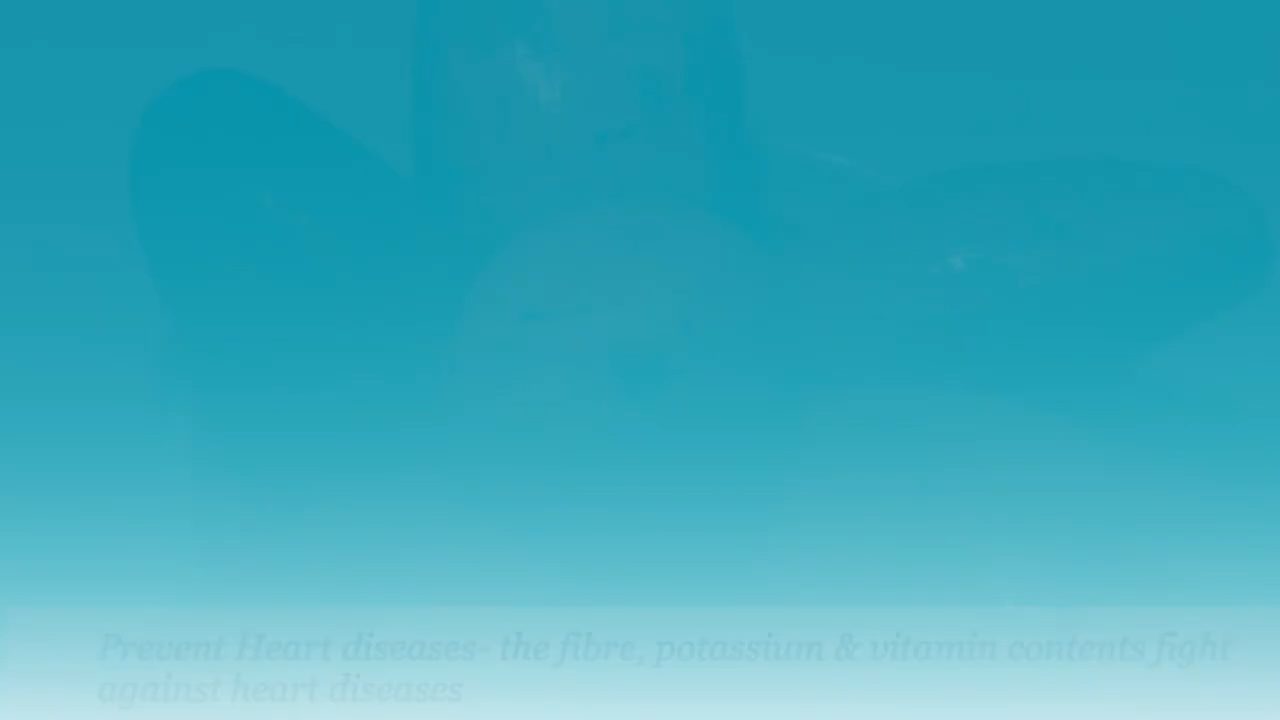 Prevent Heart diseases- the fibre, potassium & vitamin contents fight
against heart diseases